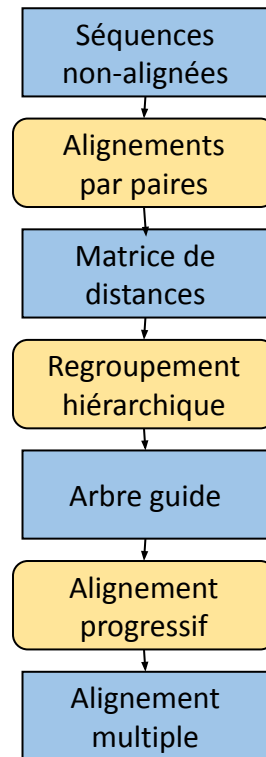 Séquences
non-alignées
Alignements
par paires
Matrice de
distances
Regroupement
hiérarchique
Arbre guide
Alignement
progressif
Alignement
multiple